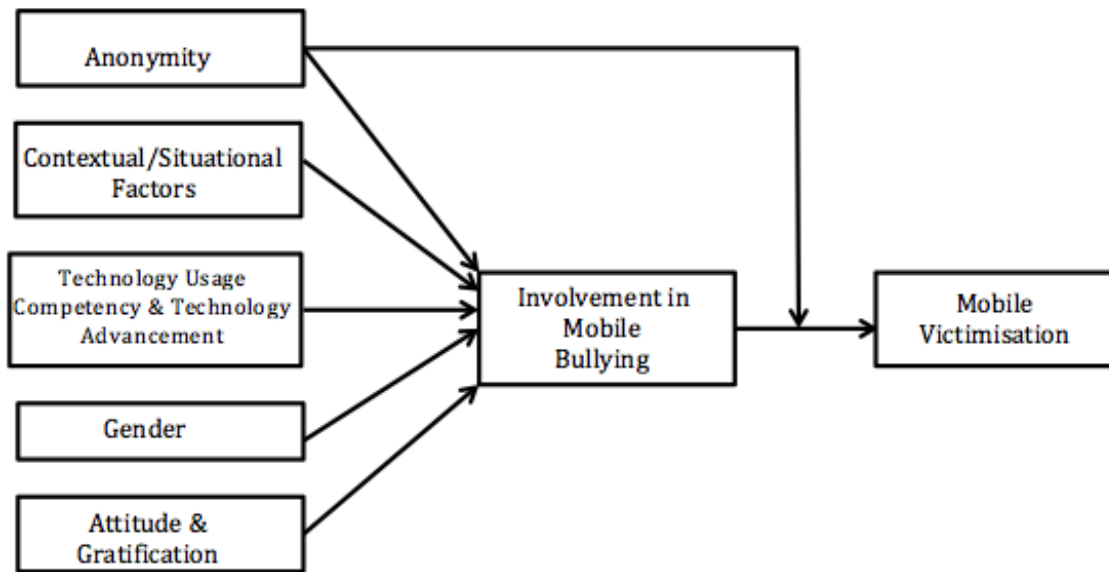 Anonymity
Contextual/Situational
Factors
Technology Usage
Competency & Technology
Advancement
Gender
Attitude &
Gratification
Involvement in
Mobile
Bullying
Mobile
Victimisation